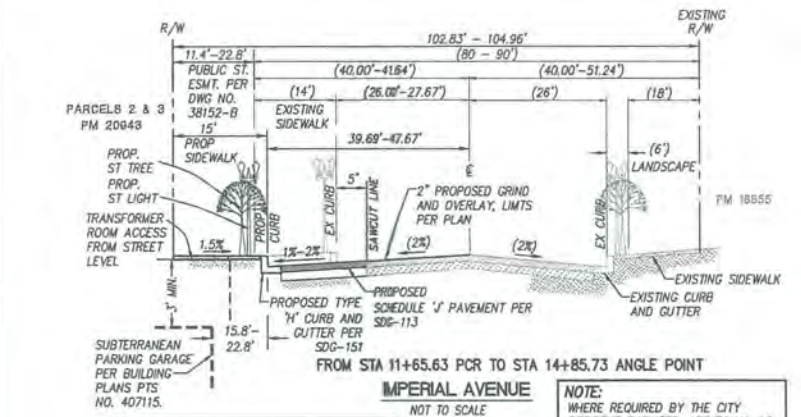 R/W
EXISTING
R/W
102.83' - 104.96'
11.4'-22.8'
(80 - 90')
PUBLIC ST.
ESMT. PER
DWG NO.
38152-B
(40.00'-41.64')
(40.00'-51.24')
(14')
EXISTING
SIDEWALK
(26.00'-27.67')
(26')
(18')
PARCELS 2 & 3
PM 20943
15'
PROP
SIDEWALK
39.69'-47.67'
(6')
LANDSCAPE
PROP.
ST TREE
PROP.
ST LIGHT
5'
PROP
CURB
EX CURB
SAWCUT LINE
2" PROPOSED GRIND
AND OVERLAY, LIMTS
PER PLAN
EX CURB
TRANSFORMER
ROOM ACCESS
FROM STREET
LEVEL
1.5%
1%-2%
(2%)
(2%)
EXISTING SIDEWALK
EXISTING CURB
AND GUTTER
3' MIN.
PROPOSED TYPE
'H' CURB AND
GUTTER PER
SDG-151
PROPOSED
SCHEDULE 'J' PAVEMENT PER
SDG-113
15.8'-
22.8'
SUBTERRANEAN
PARKING GARAGE
PER BUILDING
PLANS PTS
NO. 407115.
FROM STA 11+65.63 PCR TO STA 14+85.73 ANGLE POINT
IMPERIAL AVENUE
NOT TO SCALE
NOTE:
WHERE REQUIRED BY THE CITY